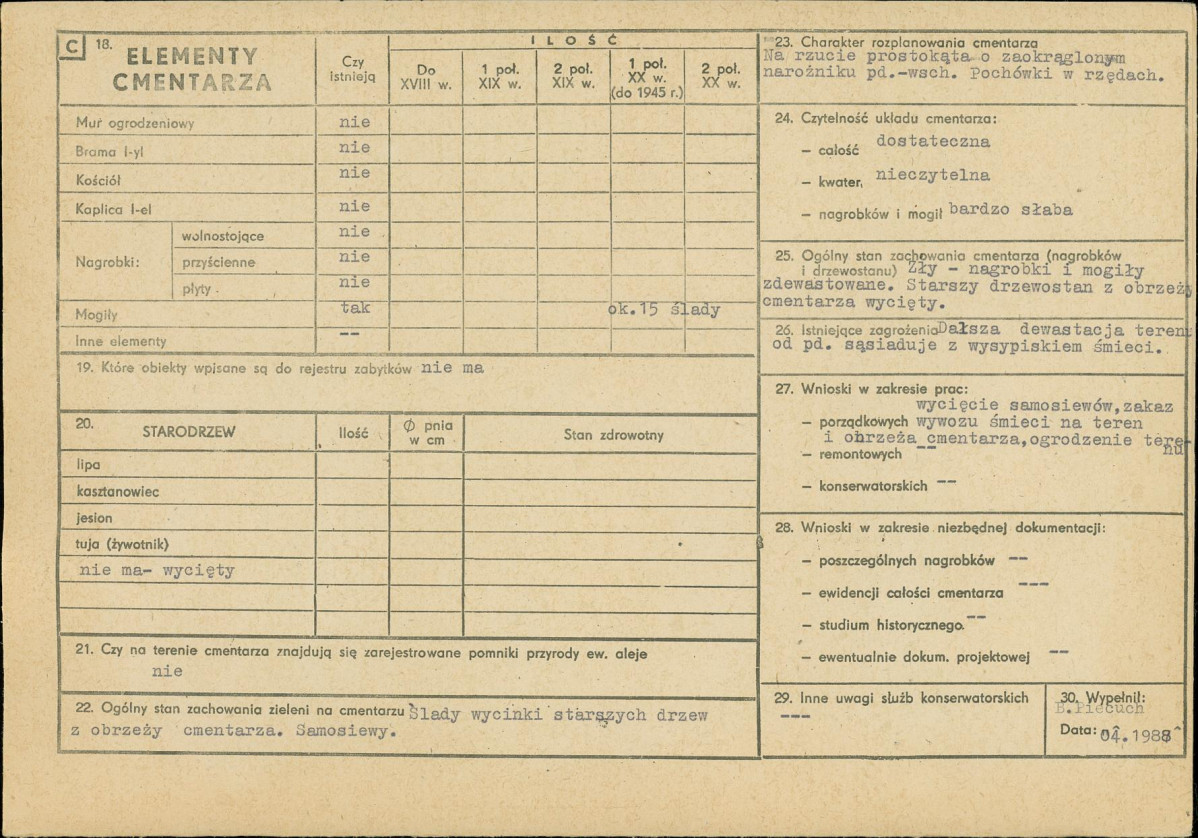 C 18. ELEMENTY CMENTARZA
Czy istnieją
ILOŚĆ
Do XVIII w.
1 poł. XIX w.
2 poł. XIX w.
1 poł. XX w. (do 1945 r.)
2 poł. XX w.
Mur ogrodzeniowy nie
Brama I-yl nie
Kościół nie
Kaplica I-el nie
Nagrobki:
wolnostojące nie
przyścienne nie
płyty nie
Mogiły tak ok.15 ślady
Inne elementy --
19. Które obiekty wpisane są do rejestru zabytków nie ma
20. STARODRZEW
Ilość
Ø pnia w cm
Stan zdrowotny
lipa
kasztanowiec
jesion
tuja (żywotnik)
nie ma- wycięty
21. Czy na terenie cmentarza znajdują się zarejestrowane pomniki przyrody ew. aleje
nie
22. Ogólny stan zachowania zieleni na cmentarzu Ślady wycinki starszych drzew
z obrzeży cmentarza. Samosiewy.
23. Charakter rozplanowania cmentarza
Na rzucie prostokąta o zaokrąglonym
narożniku pd.-wsch. Pochówki w rzędach.
24. Czytelność układu cmentarza:
— całość dostateczna
— kwater, nieczytelna
— nagrobków i mogił bardzo słaba
25. Ogólny stan zachowania cmentarza (nagrobków
i drzewostanu) Zły - nagrobki i mogiły
zdewastowane. Starszy drzewostan z obrzeży
cmentarza wycięty.
26. Istniejące zagrożenia Dalsza dewastacja terenu
od pd. sąsiaduje z wysypiskiem śmieci.
27. Wnioski w zakresie prac:
wycięcie samosiewów,zakaz
— porządkowych wywozu śmieci na teren
i obrzeża cmentarza,ogrodzenie tere-
nu
— remontowych --
— konserwatorskich --
28. Wnioski w zakresie niezbędnej dokumentacji:
— poszczególnych nagrobków --
— ewidencji całości cmentarza ---
— studium historycznego. --
— ewentualnie dokum. projektowej --
29. Inne uwagi służb konserwatorskich
---
30. Wypełnił:
E.Piecuch
Data: 04.1988